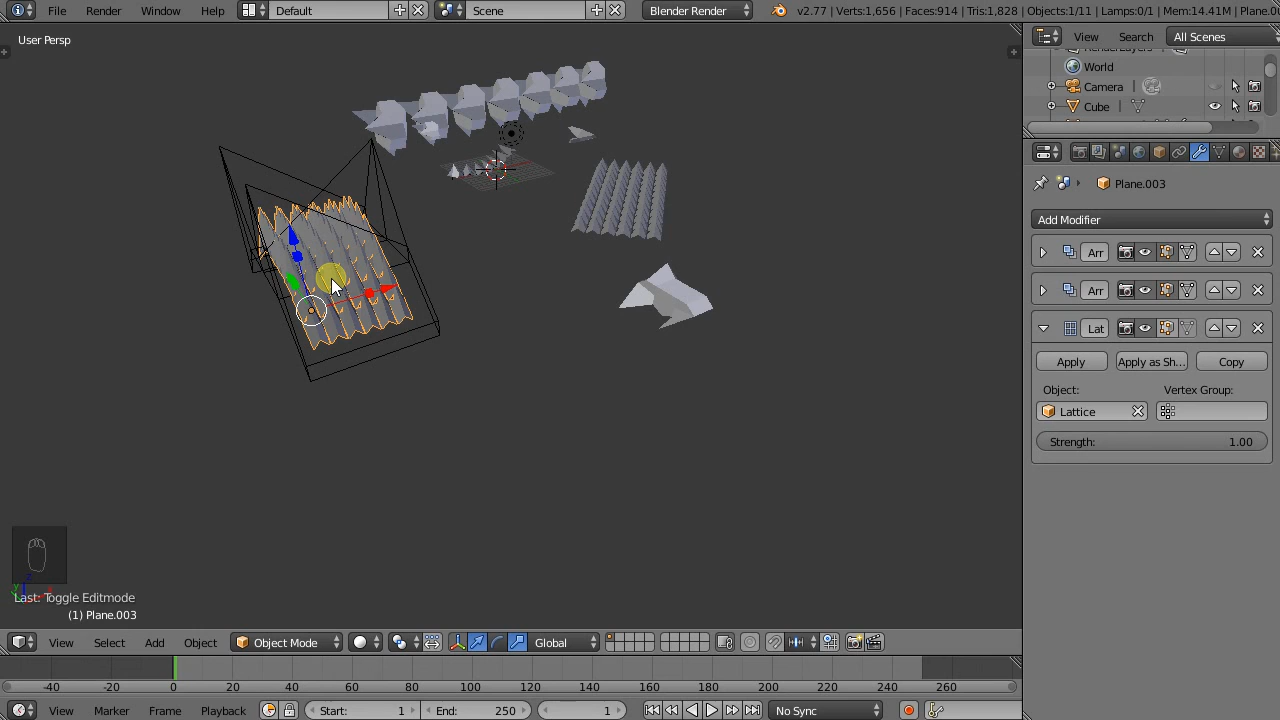 File Render Window Help Default Scene Blender Render v2.77 | Verts:1,656 | Faces:914 | Tris:1,828 | Objects:1/11 | Lamps:0/1 | Mem:14.41M | Plane.0
User Persp
View Search All Scenes
World
Camera
Cube
Plane.003
Add Modifier
Arr
Arr
Lat
Apply Apply as Sh... Copy
Object: Vertex Group:
Lattice
Strength: 1.00
Last: Toggle Editmode
(1) Plane.003
View Select Add Object Object Mode Global
-40 -20 0 20 40 60 80 100 120 140 160 180 200 220 240 260
View Marker Frame Playback Start: 1 End: 250 1 No Sync